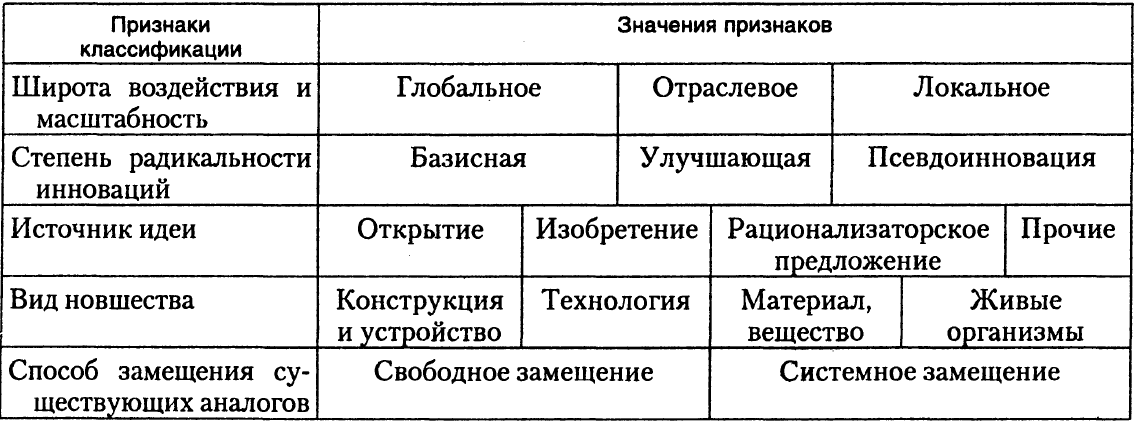 Признаки
классификации
Значения признаков
Широта воздействия и
масштабность
Глобальное
Отраслевое
Локальное
Степень радикальности
инноваций
Базисная
Улучшающая
Псевдоинновация
Источник идеи
Открытие
Изобретение
Рационализаторское
предложение
Прочие
Вид новшества
Конструкция
и устройство
Технология
Материал,
вещество
Живые
организмы
Способ замещения су-
ществующих аналогов
Свободное замещение
Системное замещение